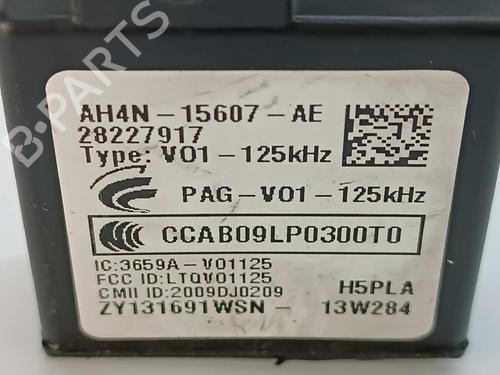 AH4N-15607-AE
28227917
Type: V01-125kHz
PAG-V01-125kHz
CCAB09LP0300T0
IC:3659A-V01125
FCC ID:LTQV01125
CMII ID:2009DJ0209
H5PLA
ZY131691WSN- 13W284